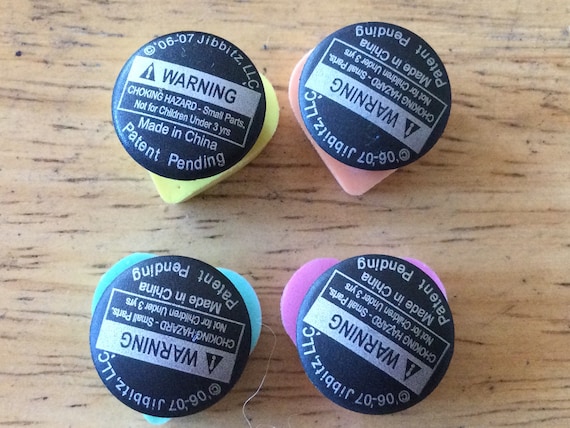 ©'06-'07 Jibbitz, LLC
WARNING
CHOKING HAZARD - Small Parts.
Not for Children Under 3 yrs
Made in China
Patent Pending
©'06-'07 Jibbitz, LLC
WARNING
CHOKING HAZARD - Small Parts.
Not for Children Under 3 yrs
Made in China
Patent Pending
©'06-'07 Jibbitz, LLC
WARNING
CHOKING HAZARD - Small Parts.
Not for Children Under 3 yrs
Made in China
Patent Pending
©'06-'07 Jibbitz, LLC
WARNING
CHOKING HAZARD - Small Parts.
Not for Children Under 3 yrs
Made in China
Patent Pending